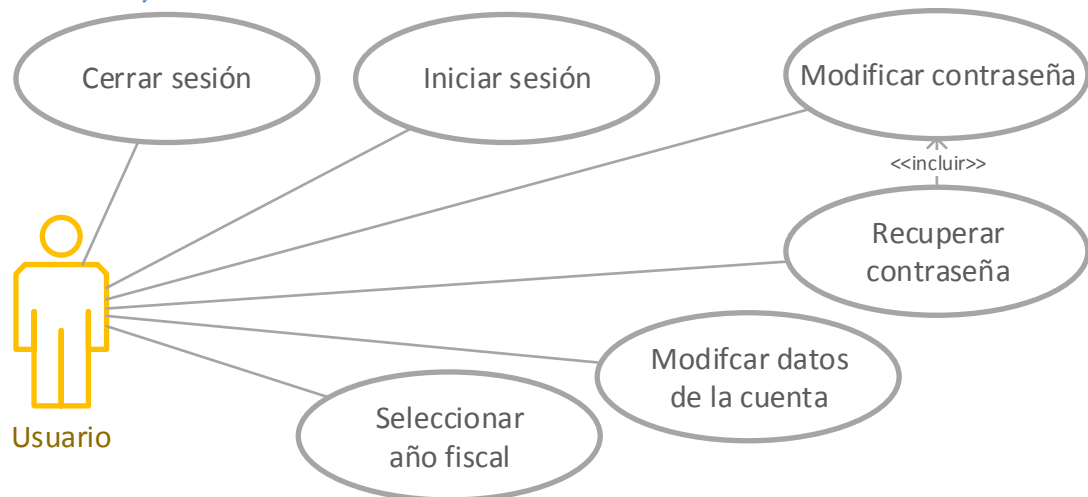 Cerrar sesión
Iniciar sesión
Modificar contraseña
<<incluir>>
Recuperar
contraseña
Modifcar datos
de la cuenta
Seleccionar
año fiscal
Usuario